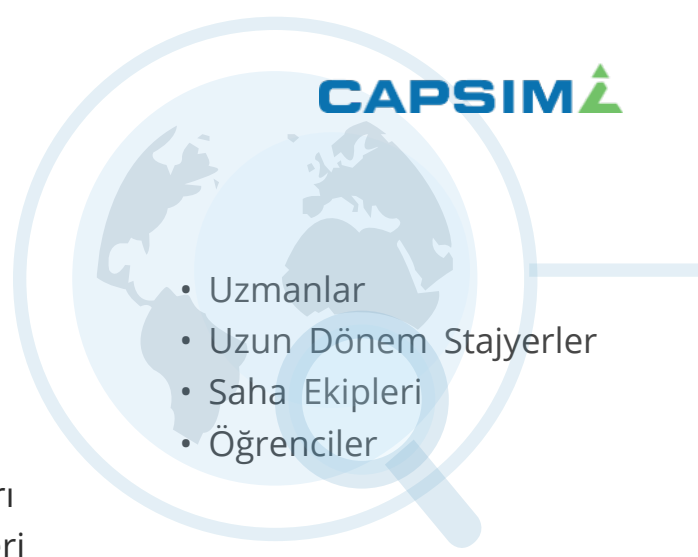 CAPSIM
• Uzmanlar
• Uzun Dönem Stajyerler
• Saha Ekipleri
• Öğrenciler